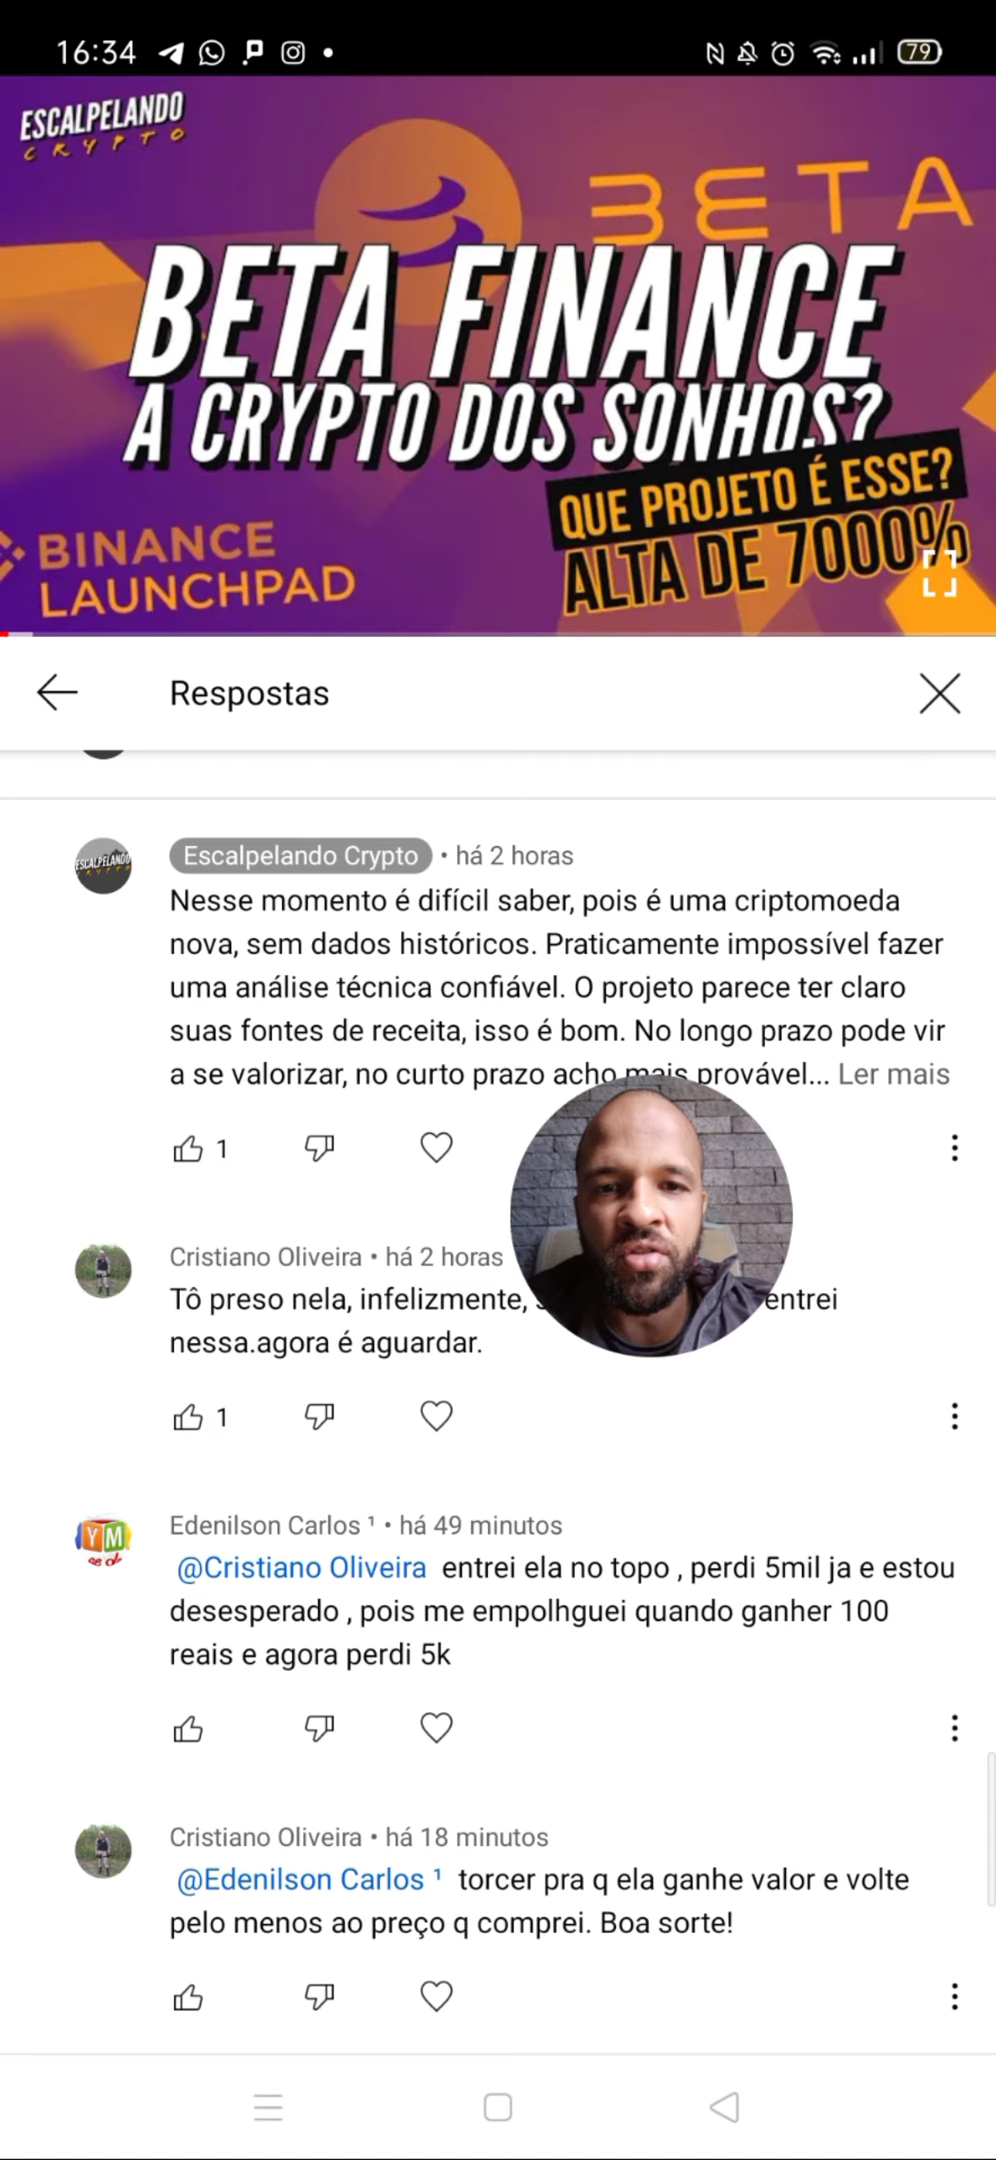 16:34
79
ESCALPELANDO
CRYPTO
BETA
BETA FINANCE
A CRYPTO DOS SONHOS?
QUE PROJETO É ESSE?
ALTA DE 7000%
BINANCE
LAUNCHPAD
Respostas
ESCALPELANDO
Escalpelando Crypto • há 2 horas
Nesse momento é difícil saber, pois é uma criptomoeda
nova, sem dados históricos. Praticamente impossível fazer
uma análise técnica confiável. O projeto parece ter claro
suas fontes de receita, isso é bom. No longo prazo pode vir
a se valorizar, no curto prazo acho mais provável... Ler mais
1
Cristiano Oliveira • há 2 horas
Tô preso nela, infelizmente, entrei
nessa.agora é aguardar.
1
YM
Edenilson Carlos ¹ • há 49 minutos
@Cristiano Oliveira entrei ela no topo , perdi 5mil ja e estou
desesperado , pois me empolhguei quando ganher 100
reais e agora perdi 5k
Cristiano Oliveira • há 18 minutos
@Edenilson Carlos ¹ torcer pra q ela ganhe valor e volte
pelo menos ao preço q comprei. Boa sorte!